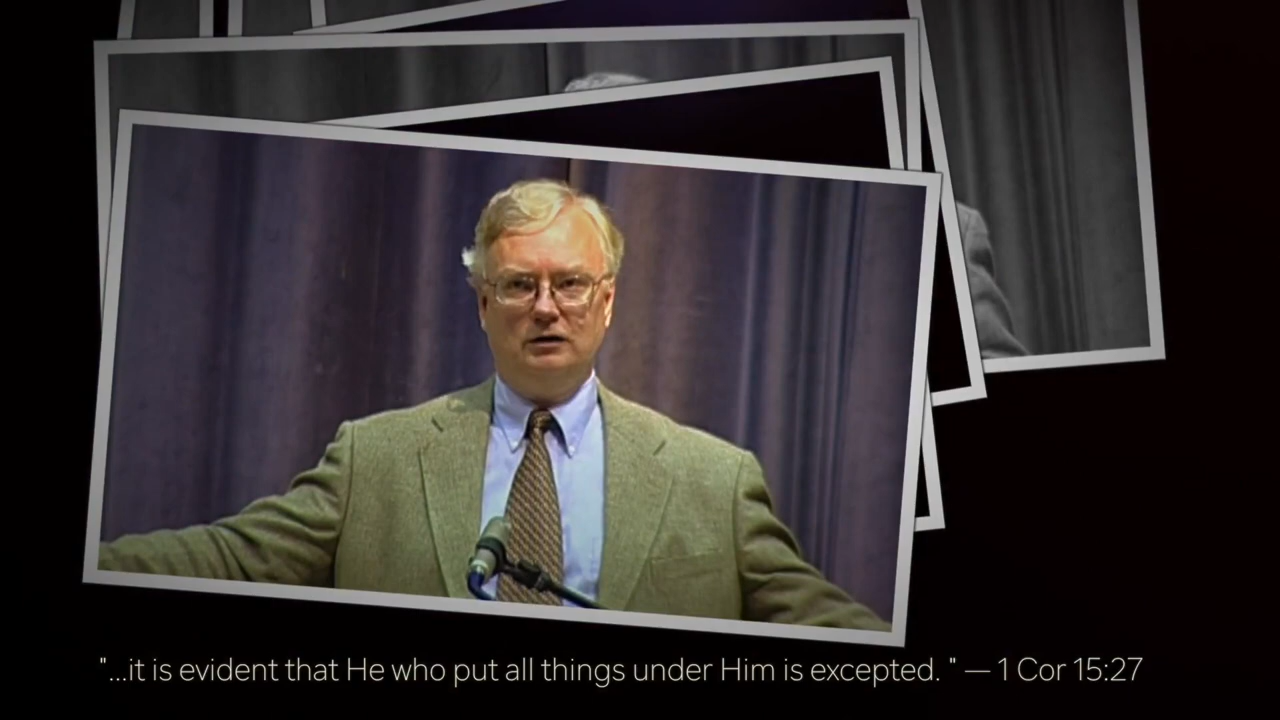 "...it is evident that He who put all things under Him is excepted. " — 1 Cor 15:27